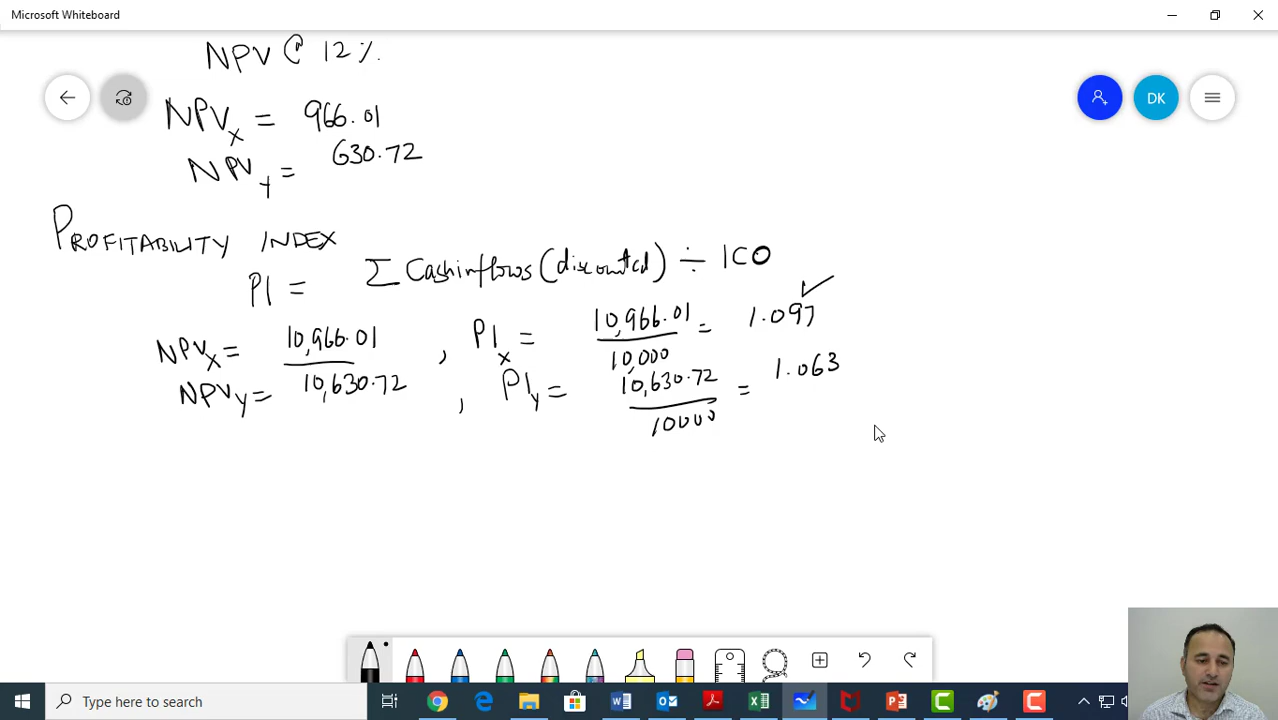 Microsoft Whiteboard
NPV @ 12%.
NPVx = 966.01
NPVy = 630.72
DK
PROFITABILITY INDEX
PI = Σ Cashinflows (discounted) ÷ ICO
NPVx = 10,966.01 , PIx = 10,966.01 / 10,000 = 1.097 ✓
NPVy = 10,630.72 , PIy = 10,630.72 / 10000 = 1.063
Type here to search